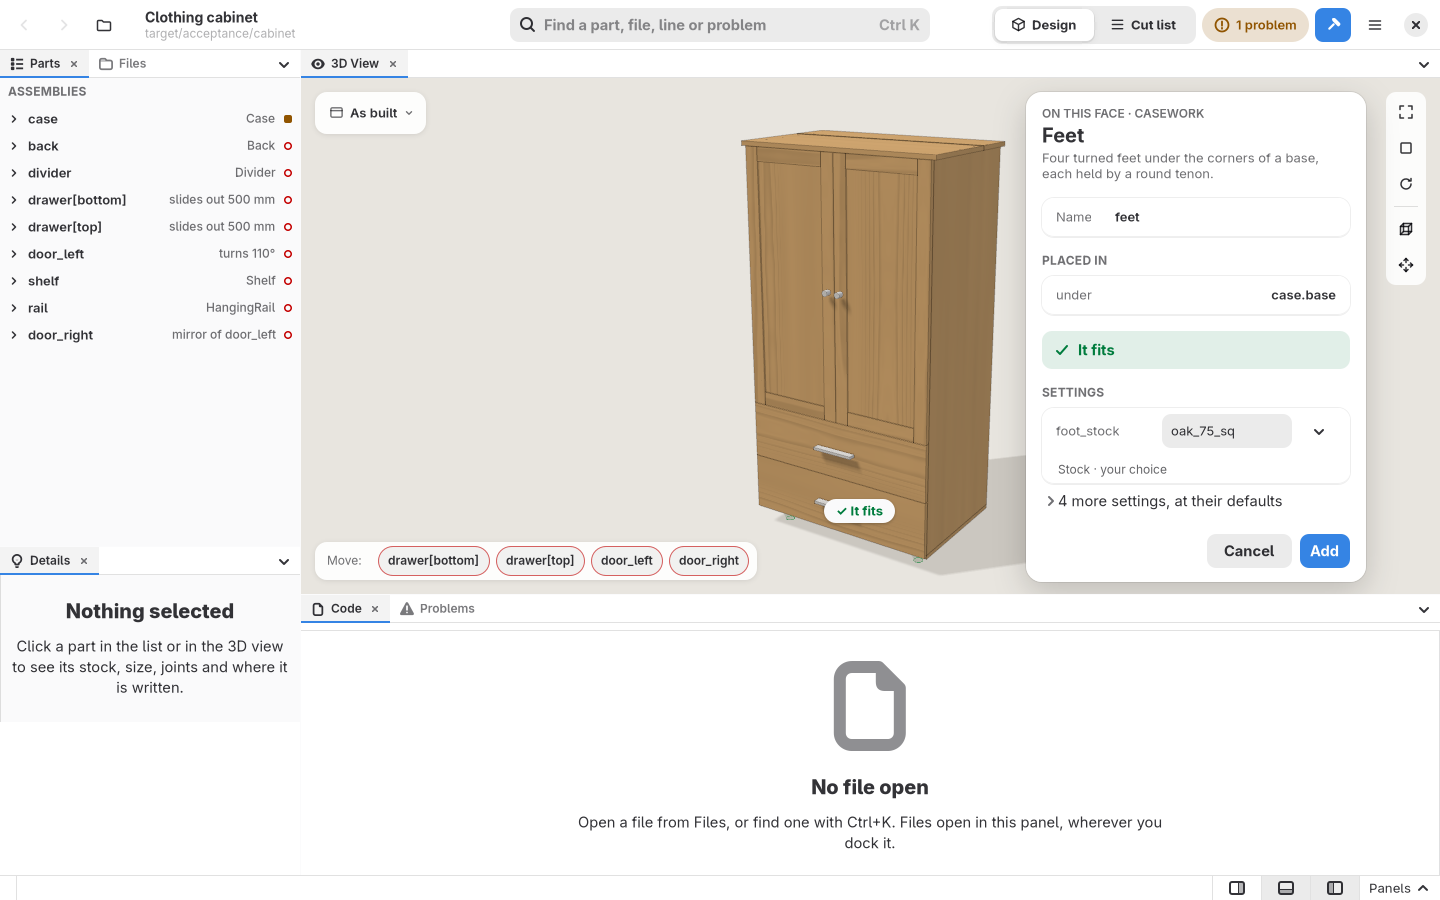 Clothing cabinet
target/acceptance/cabinet
Find a part, file, line or problem
Ctrl K
Design
Cut list
1 problem
Parts
Files
3D View
ASSEMBLIES
case Case
back Back
divider Divider
drawer[bottom] slides out 500 mm
drawer[top] slides out 500 mm
door_left turns 110°
shelf Shelf
rail HangingRail
door_right mirror of door_left
As built
It fits
Move: drawer[bottom] drawer[top] door_left door_right
ON THIS FACE · CASEWORK
Feet
Four turned feet under the corners of a base,
each held by a round tenon.
Name feet
PLACED IN
under case.base
It fits
SETTINGS
foot_stock oak_75_sq
Stock · your choice
4 more settings, at their defaults
Cancel
Add
Details
Nothing selected
Click a part in the list or in the 3D view
to see its stock, size, joints and where it
is written.
Code
Problems
No file open
Open a file from Files, or find one with Ctrl+K. Files open in this panel, wherever you
dock it.
Panels